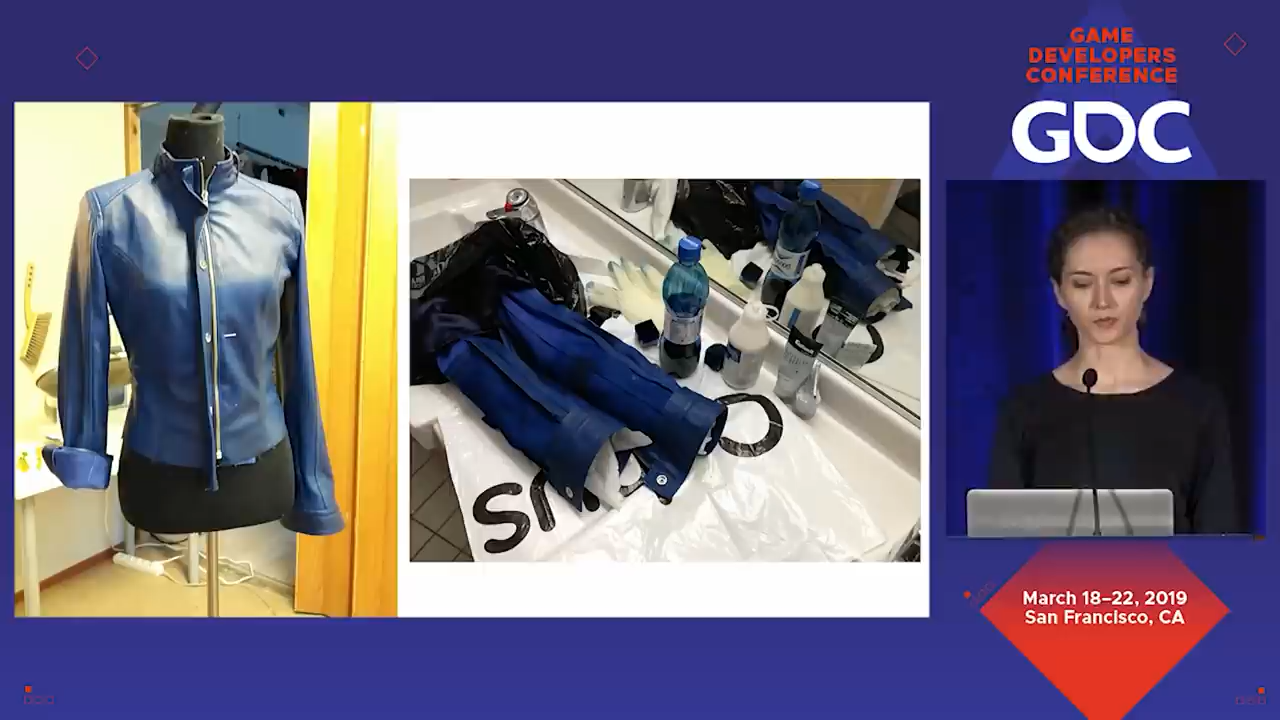 GAME
DEVELOPERS
CONFERENCE
GDC
March 18–22, 2019
San Francisco, CA